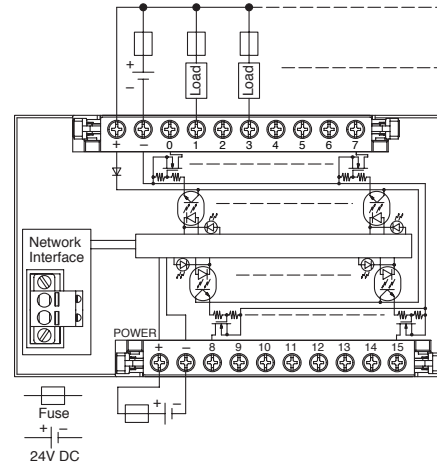 +
−
Load
Load
+ − 0 1 2 3 4 5 6 7
Network
Interface
POWER
+ − 8 9 10 11 12 13 14 15
+ −
Fuse
+ −
24V DC